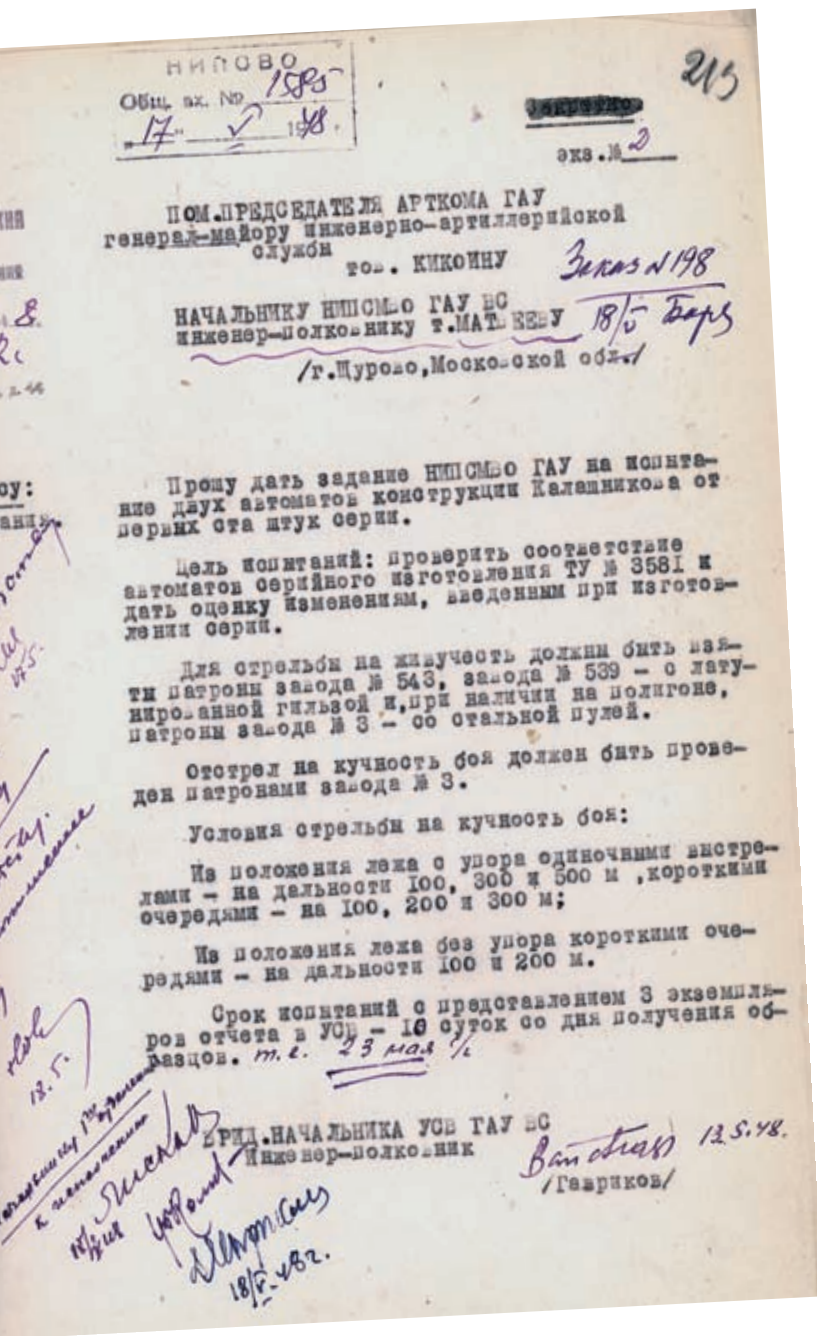 НИПСВО
213
Общ. вх. № 1585
"17" V 1948.
экз.№ 2
ПОМ.ПРЕДСЕДАТЕЛЯ АРТКОМА ГАУ
генерал-майору инженерно-артиллерийской
службы
тов. КИКОИНУ
Заказ N 198
НАЧАЛЬНИКУ НИПСМВО ГАУ ВС
инженер-полковнику т.МАТВЕЕВУ
18/V
/г.Щурово,Московской обл./
Прошу дать задание НИПСМВО ГАУ на испыта-
ние двух автоматов конструкции Калашникова от
первых ста штук серии.
Цель испытаний: проверить соответствие
автоматов серийного изготовления ТУ № 3581 и
дать оценку изменениям, введенным при изготов-
лении серии.
Для стрельбы на живучесть должны быть взя-
ты патроны завода № 543, завода № 539 – с лату-
нированной гильзой и,при наличии на полигоне,
патроны завода № 3 – со стальной пулей.
Отстрел на кучность боя должен быть прове-
ден патронами завода № 3.
Условия стрельбы на кучность боя:
Из положения лежа с упора одиночными выстре-
лами – на дальности 100, 300 и 500 м ,короткими
очередями – на 100, 200 и 300 м;
Из положения лежа без упора короткими оче-
редями – на дальности 100 и 200 м.
Срок испытаний с представлением 3 экземпля-
ров отчета в УСВ – 10 суток со дня получения об-
разцов. т.е. 23 мая
ВРИД.НАЧАЛЬНИКА УСВ ГАУ ВС
Инженер-полковник
13.5.48.
/Гавриков/
су:
ания.
18.5.
к исполнению
18/V-48г.